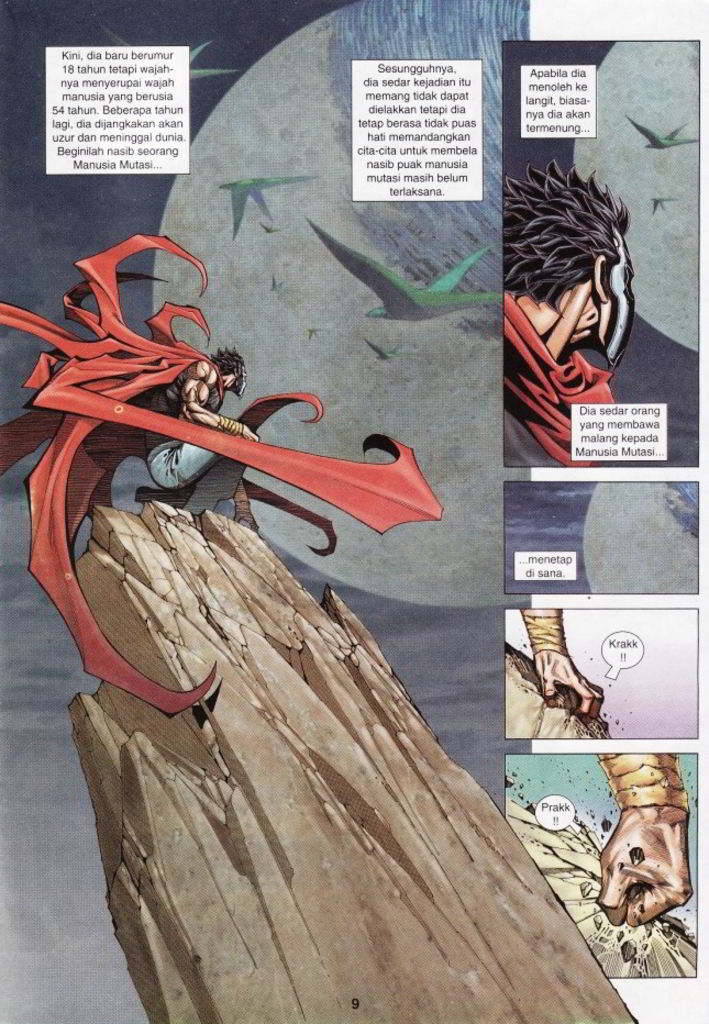 Kini, dia baru berumur
18 tahun tetapi wajah-
nya menyerupai wajah
manusia yang berusia
54 tahun. Beberapa tahun
lagi, dia dijangkakan akan
uzur dan meninggal dunia.
Beginilah nasib seorang
Manusia Mutasi...
Sesungguhnya,
dia sedar kejadian itu
memang tidak dapat
dielakkan tetapi dia
tetap berasa tidak puas
hati memandangkan
cita-cita untuk membela
nasib puak manusia
mutasi masih belum
terlaksana.
Apabila dia
menoleh ke
langit, biasa-
nya dia akan
termenung...
Dia sedar orang
yang membawa
malang kepada
Manusia Mutasi...
...menetap
di sana.
Krakk
!!
Prakk
!!
9